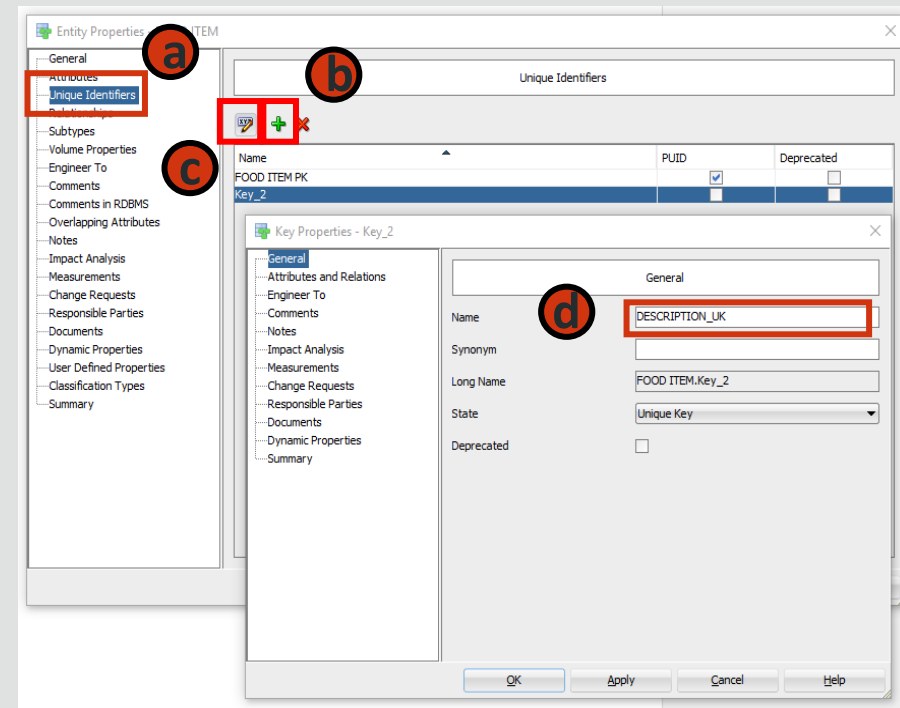 Entity Properties - ITEM
a
General
Attributes
Unique Identifiers
Relationships
Subtypes
Volume Properties
Engineer To
Comments
Comments in RDBMS
Overlapping Attributes
Notes
Impact Analysis
Measurements
Change Requests
Responsible Parties
Documents
Dynamic Properties
User Defined Properties
Classification Types
Summary
b
Unique Identifiers
c
Name PUID Deprecated
FOOD ITEM PK
Key_2
Key Properties - Key_2
General
Attributes and Relations
Engineer To
Comments
Notes
Impact Analysis
Measurements
Change Requests
Responsible Parties
Documents
Dynamic Properties
Summary
General
d
Name DESCRIPTION_UK
Synonym
Long Name FOOD ITEM.Key_2
State Unique Key
Deprecated
OK Apply Cancel Help